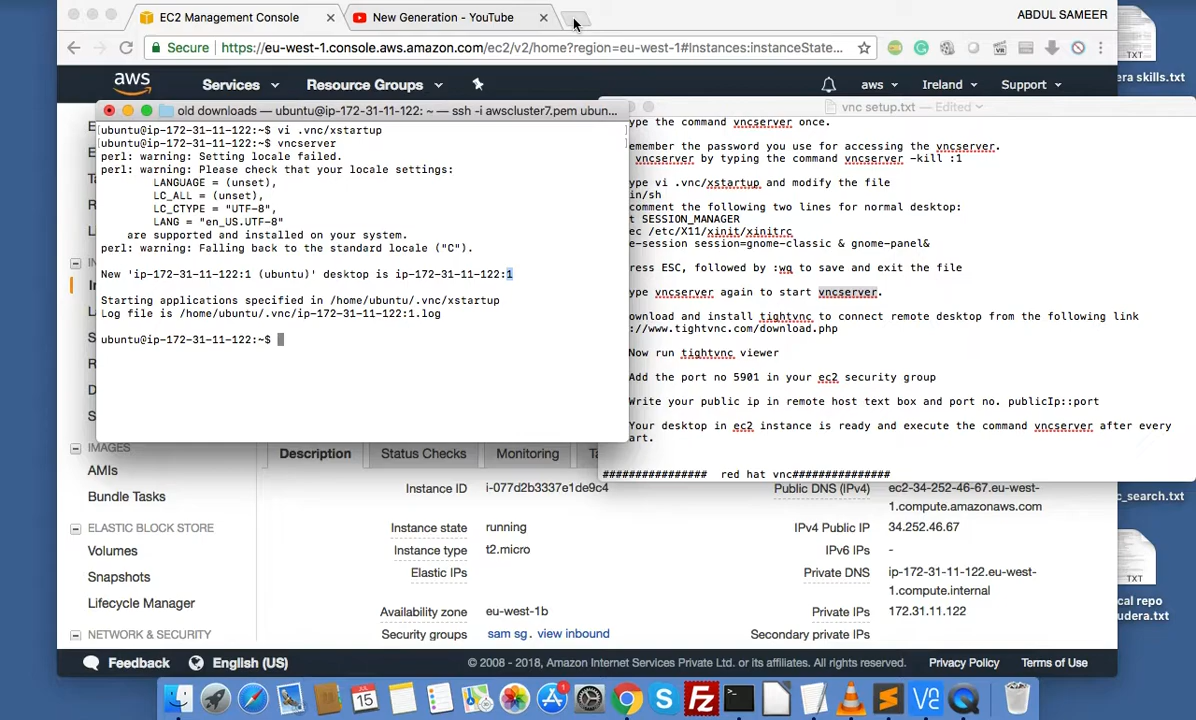 EC2 Management Console
New Generation - YouTube
ABDUL SAMEER
Secure
https://eu-west-1.console.aws.amazon.com/ec2/v2/home?region=eu-west-1#Instances:instanceState...
aws
Services
Resource Groups
aws
Ireland
Support
TXT
era skills.txt
old downloads — ubuntu@ip-172-31-11-122: ~ — ssh -i awscluster7.pem ubun...
ubuntu@ip-172-31-11-122:~$ vi .vnc/xstartup
ubuntu@ip-172-31-11-122:~$ vncserver
perl: warning: Setting locale failed.
perl: warning: Please check that your locale settings:
LANGUAGE = (unset),
LC_ALL = (unset),
LC_CTYPE = "UTF-8",
LANG = "en_US.UTF-8"
are supported and installed on your system.
perl: warning: Falling back to the standard locale ("C").
New 'ip-172-31-11-122:1 (ubuntu)' desktop is ip-172-31-11-122:1
Starting applications specified in /home/ubuntu/.vnc/xstartup
Log file is /home/ubuntu/.vnc/ip-172-31-11-122:1.log
ubuntu@ip-172-31-11-122:~$
vnc setup.txt — Edited
ype the command vncserver once.
emember the password you use for accessing the vncserver.
vncserver by typing the command vncserver -kill :1
ype vi .vnc/xstartup and modify the file
in/sh
comment the following two lines for normal desktop:
t SESSION_MANAGER
ec /etc/X11/xinit/xinitrc
e-session session=gnome-classic & gnome-panel&
ress ESC, followed by :wq to save and exit the file
ype vncserver again to start vncserver.
ownload and install tightvnc to connect remote desktop from the following link
://www.tightvnc.com/download.php
Now run tightvnc viewer
Add the port no 5901 in your ec2 security group
Write your public ip in remote host text box and port no. publicIp::port
Your desktop in ec2 instance is ready and execute the command vncserver after every
art.
############### red hat vnc###############
IMAGES
AMIs
Bundle Tasks
ELASTIC BLOCK STORE
Volumes
Snapshots
Lifecycle Manager
NETWORK & SECURITY
Description
Status Checks
Monitoring
Instance ID
i-077d2b3337e1de9c4
Instance state
running
Instance type
t2.micro
Elastic IPs
Availability zone
eu-west-1b
Security groups
sam sg. view inbound
Public DNS (IPv4)
ec2-34-252-46-67.eu-west-
1.compute.amazonaws.com
IPv4 Public IP
34.252.46.67
IPv6 IPs
-
Private DNS
ip-172-31-11-122.eu-west-
1.compute.internal
Private IPs
172.31.11.122
Secondary private IPs
c_search.txt
TXT
cal repo
udera.txt
Feedback
English (US)
© 2008 - 2018, Amazon Internet Services Private Ltd. or its affiliates. All rights reserved.
Privacy Policy
Terms of Use
15
1